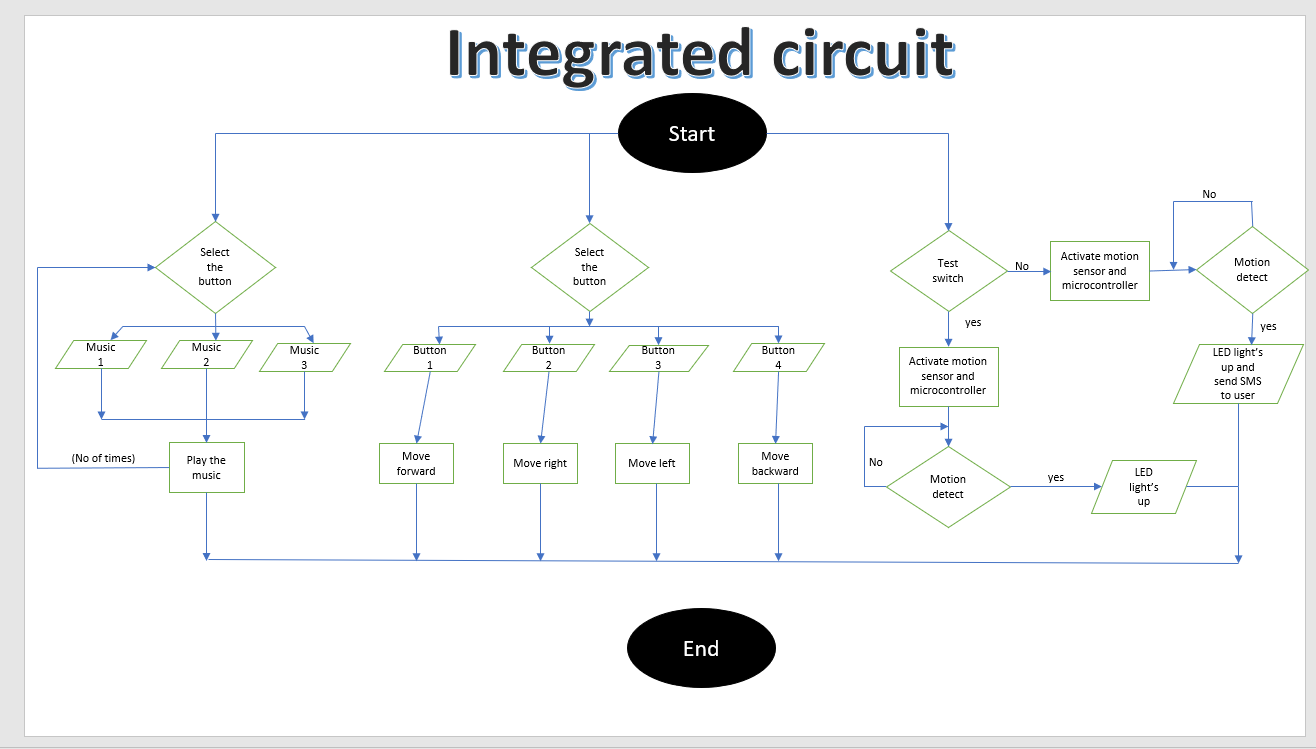 Integrated circuit
Start
Select
the
button
Music
1
Music
2
Music
3
(No of times)
Play the
music
Select
the
button
Button
1
Button
2
Button
3
Button
4
Move
forward
Move right
Move left
Move
backward
Test
switch
No
Activate motion
sensor and
microcontroller
No
Motion
detect
yes
LED light's
up and
send SMS
to user
yes
Activate motion
sensor and
microcontroller
No
Motion
detect
yes
LED
light's
up
End